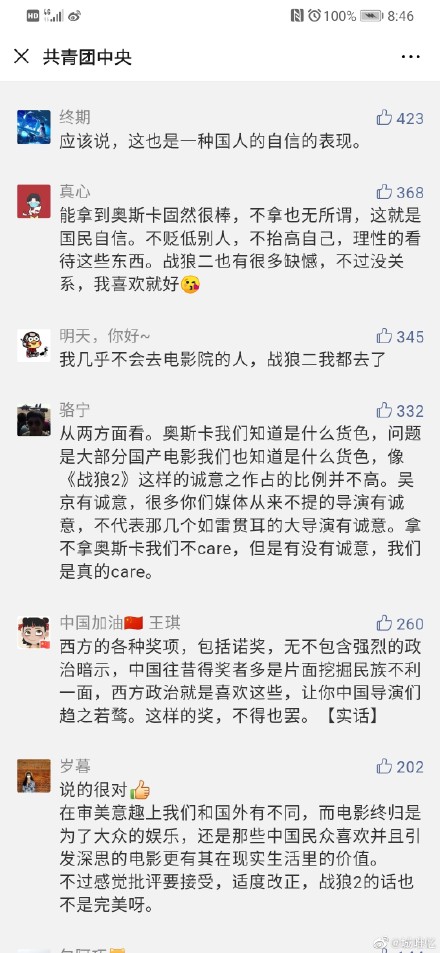 HD 4G 100% 8:46
共青团中央
终期 423
应该说，这也是一种国人的自信的表现。
真心 368
能拿到奥斯卡固然很棒，不拿也无所谓，这就是
国民自信。不贬低别人，不抬高自己，理性的看
待这些东西。战狼二也有很多缺憾，不过没关
系，我喜欢就好😘
明天，你好~ 345
我几乎不会去电影院的人，战狼二我都去了
骆宁 332
从两方面看。奥斯卡我们知道是什么货色，问题
是大部分国产电影我们也知道是什么货色，像
《战狼2》这样的诚意之作占的比例并不高。吴
京有诚意，很多你们媒体从来不提的导演有诚
意，不代表那几个如雷贯耳的大导演有诚意。拿
不拿奥斯卡我们不care，但是有没有诚意，我们
是真的care。
中国加油🇨🇳 王琪 260
西方的各种奖项，包括诺奖，无不包含强烈的政
治暗示，中国往昔得奖者多是片面挖掘民族不利
一面，西方政治就是喜欢这些，让你中国导演们
趋之若鹜。这样的奖，不得也罢。【实话】
岁暮 202
说的很对👍
在审美意趣上我们和国外有不同，而电影终归是
为了大众的娱乐，还是那些中国民众喜欢并且引
发深思的电影更有其在现实生活里的价值。
不过感觉批评要接受，适度改正，战狼2的话也
不是完美呀。